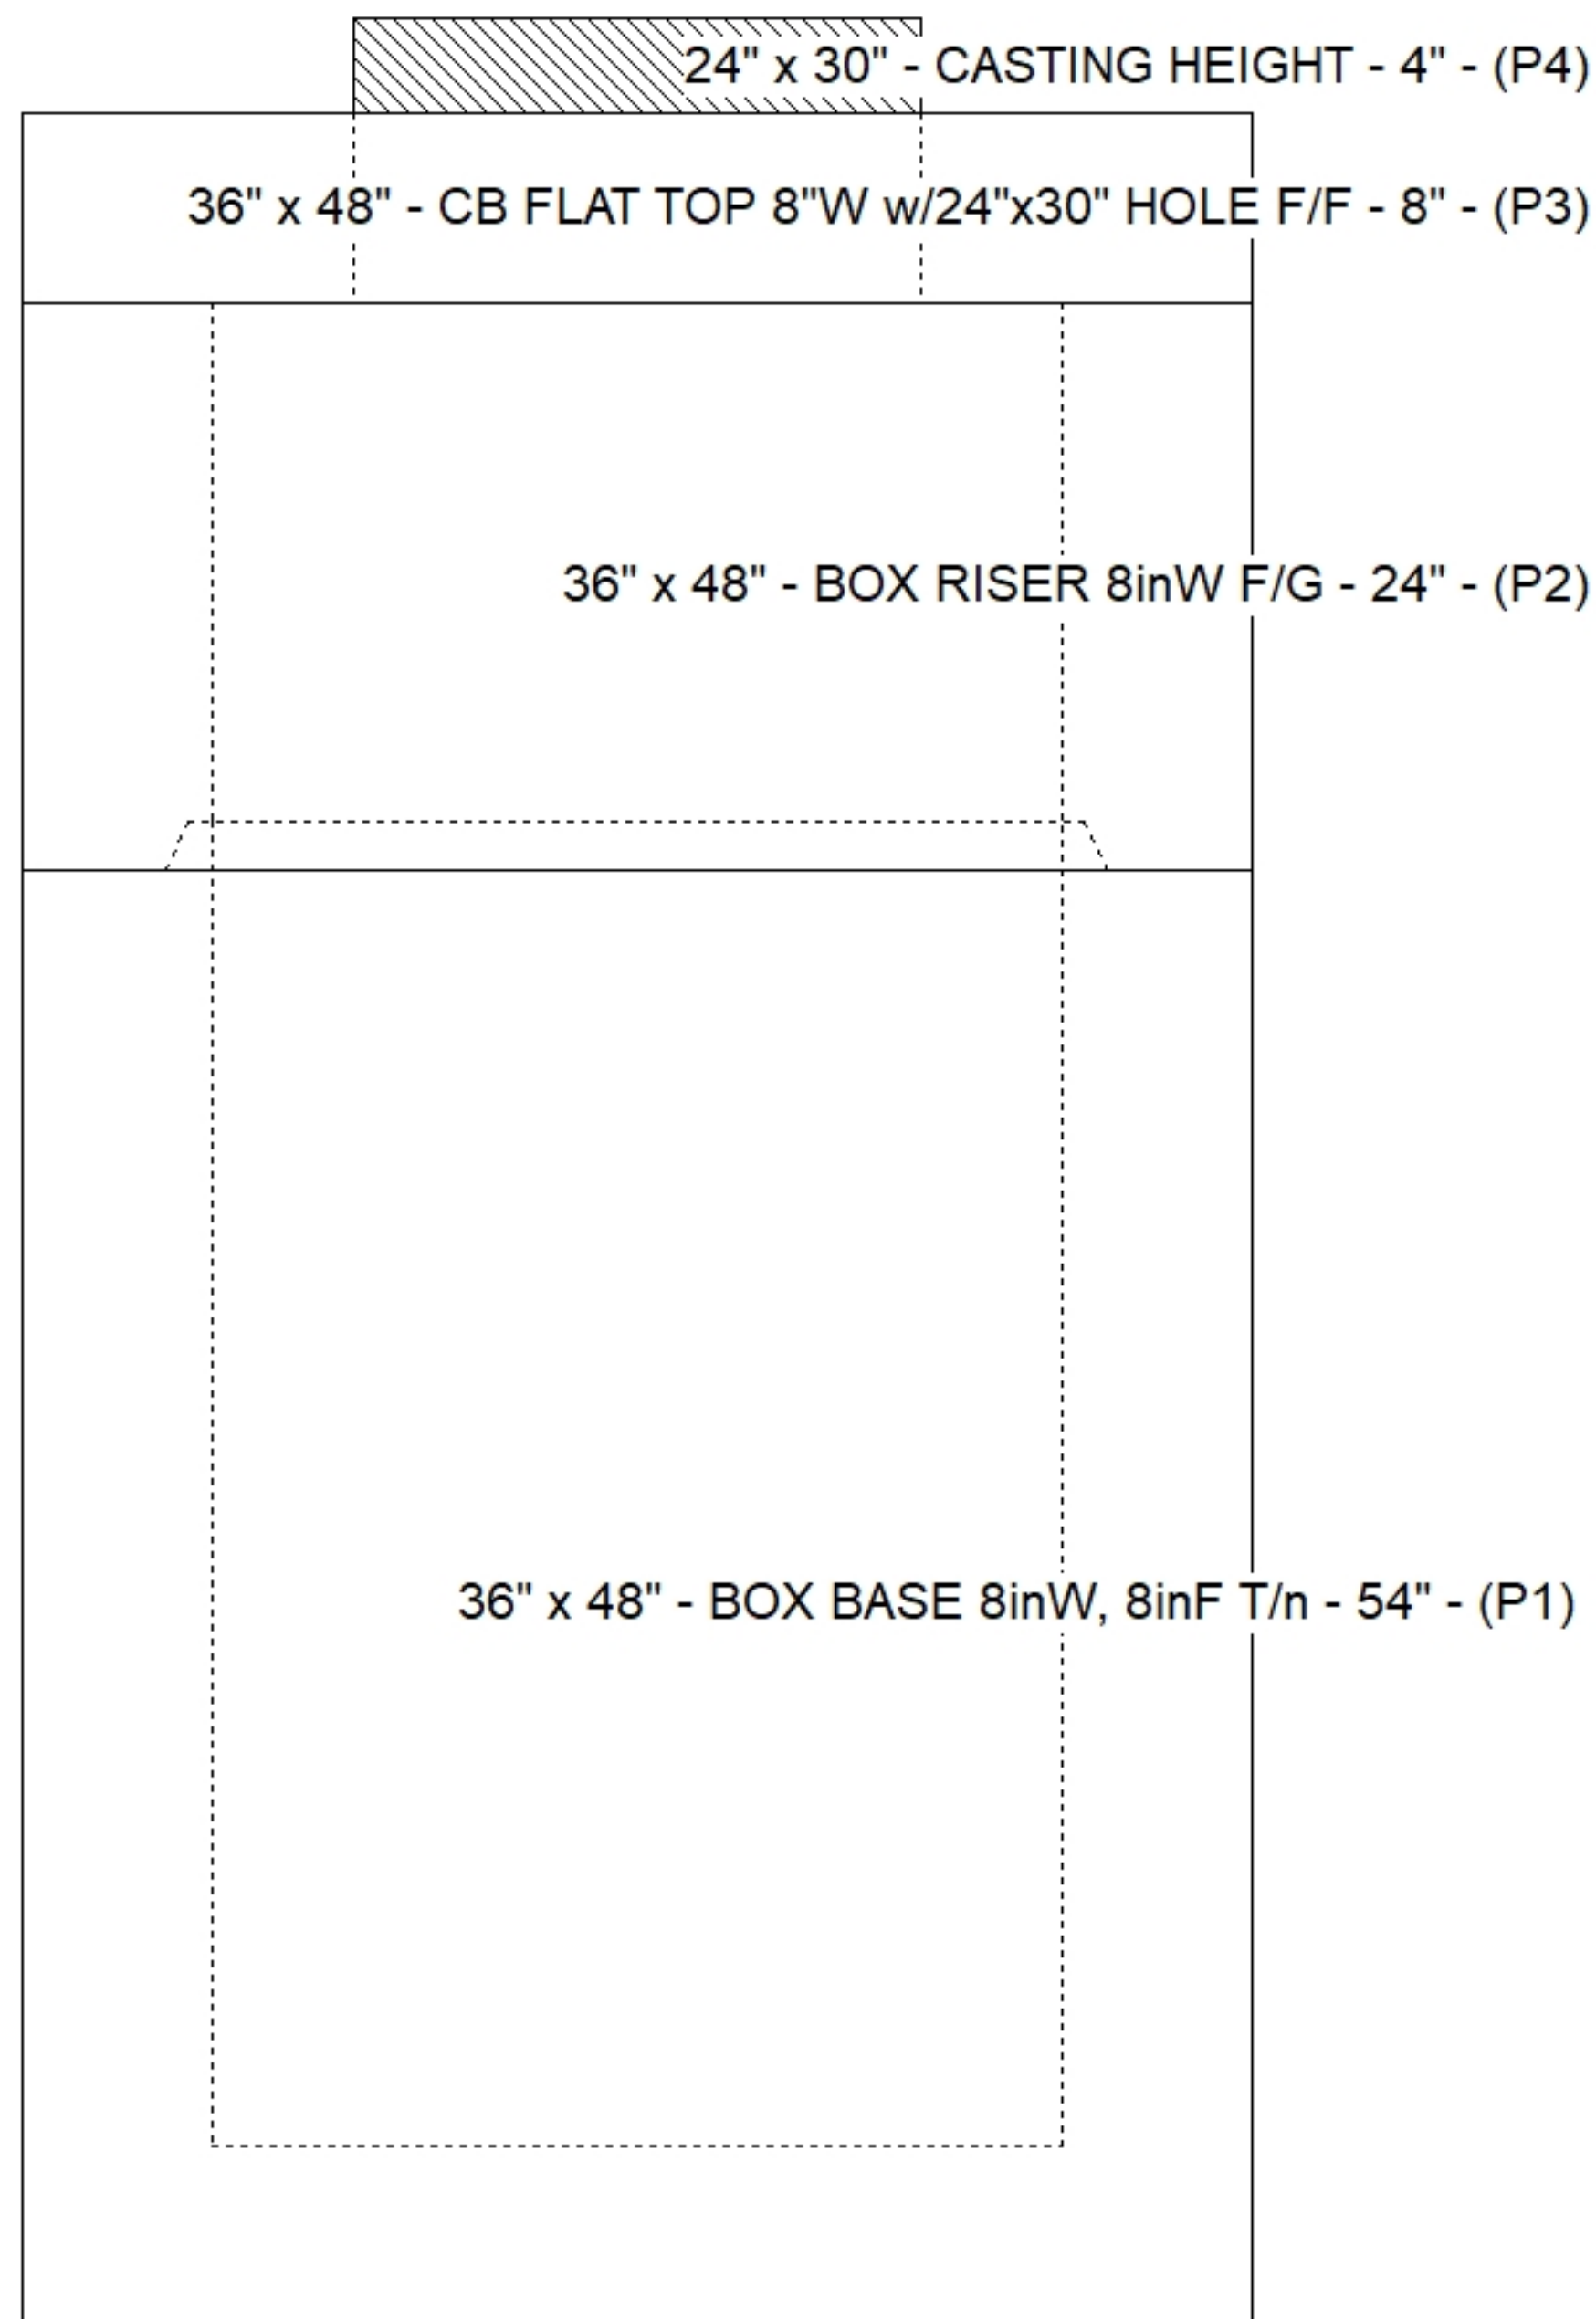 24" x 30" - CASTING HEIGHT - 4" - (P4)
36" x 48" - CB FLAT TOP 8"W w/24"x30" HOLE F/F - 8" - (P3)
36" x 48" - BOX RISER 8inW F/G - 24" - (P2)
36" x 48" - BOX BASE 8inW, 8inF T/n - 54" - (P1)